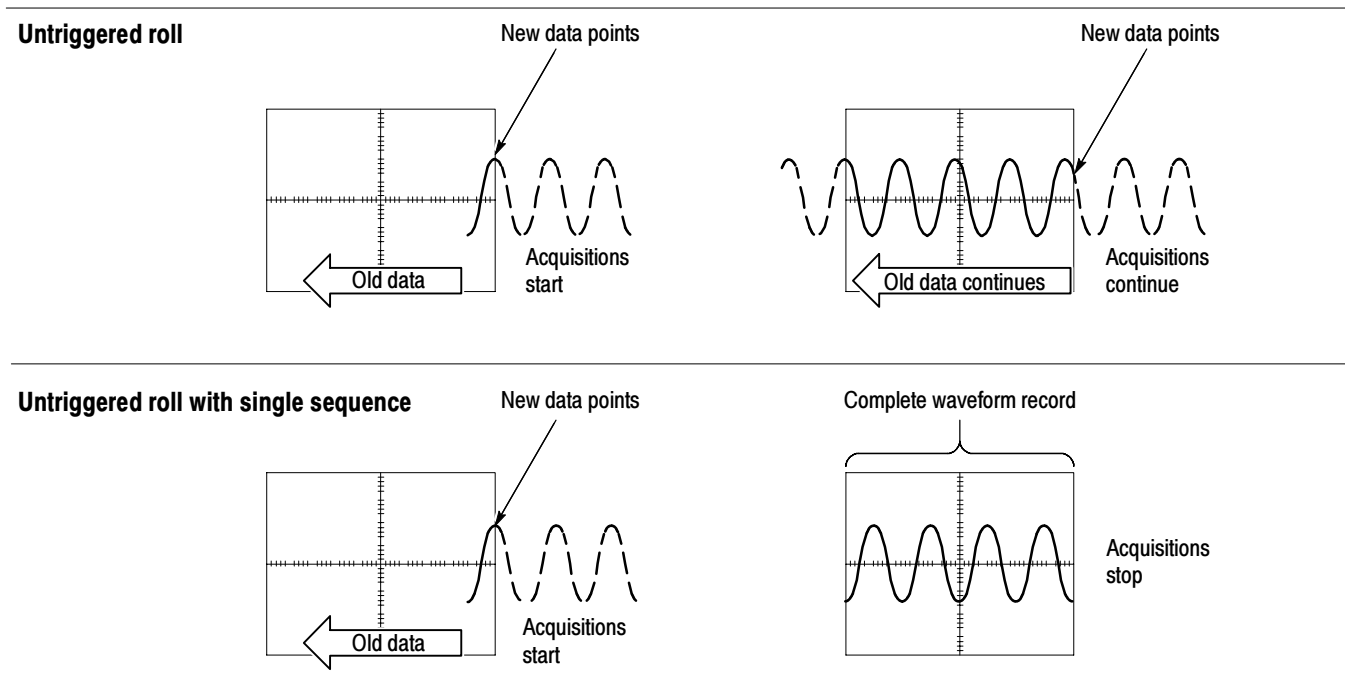 Untriggered roll
New data points
New data points
Acquisitions
start
Old data
Acquisitions
continue
Old data continues
Untriggered roll with single sequence
New data points
Complete waveform record
Acquisitions
stop
Acquisitions
start
Old data